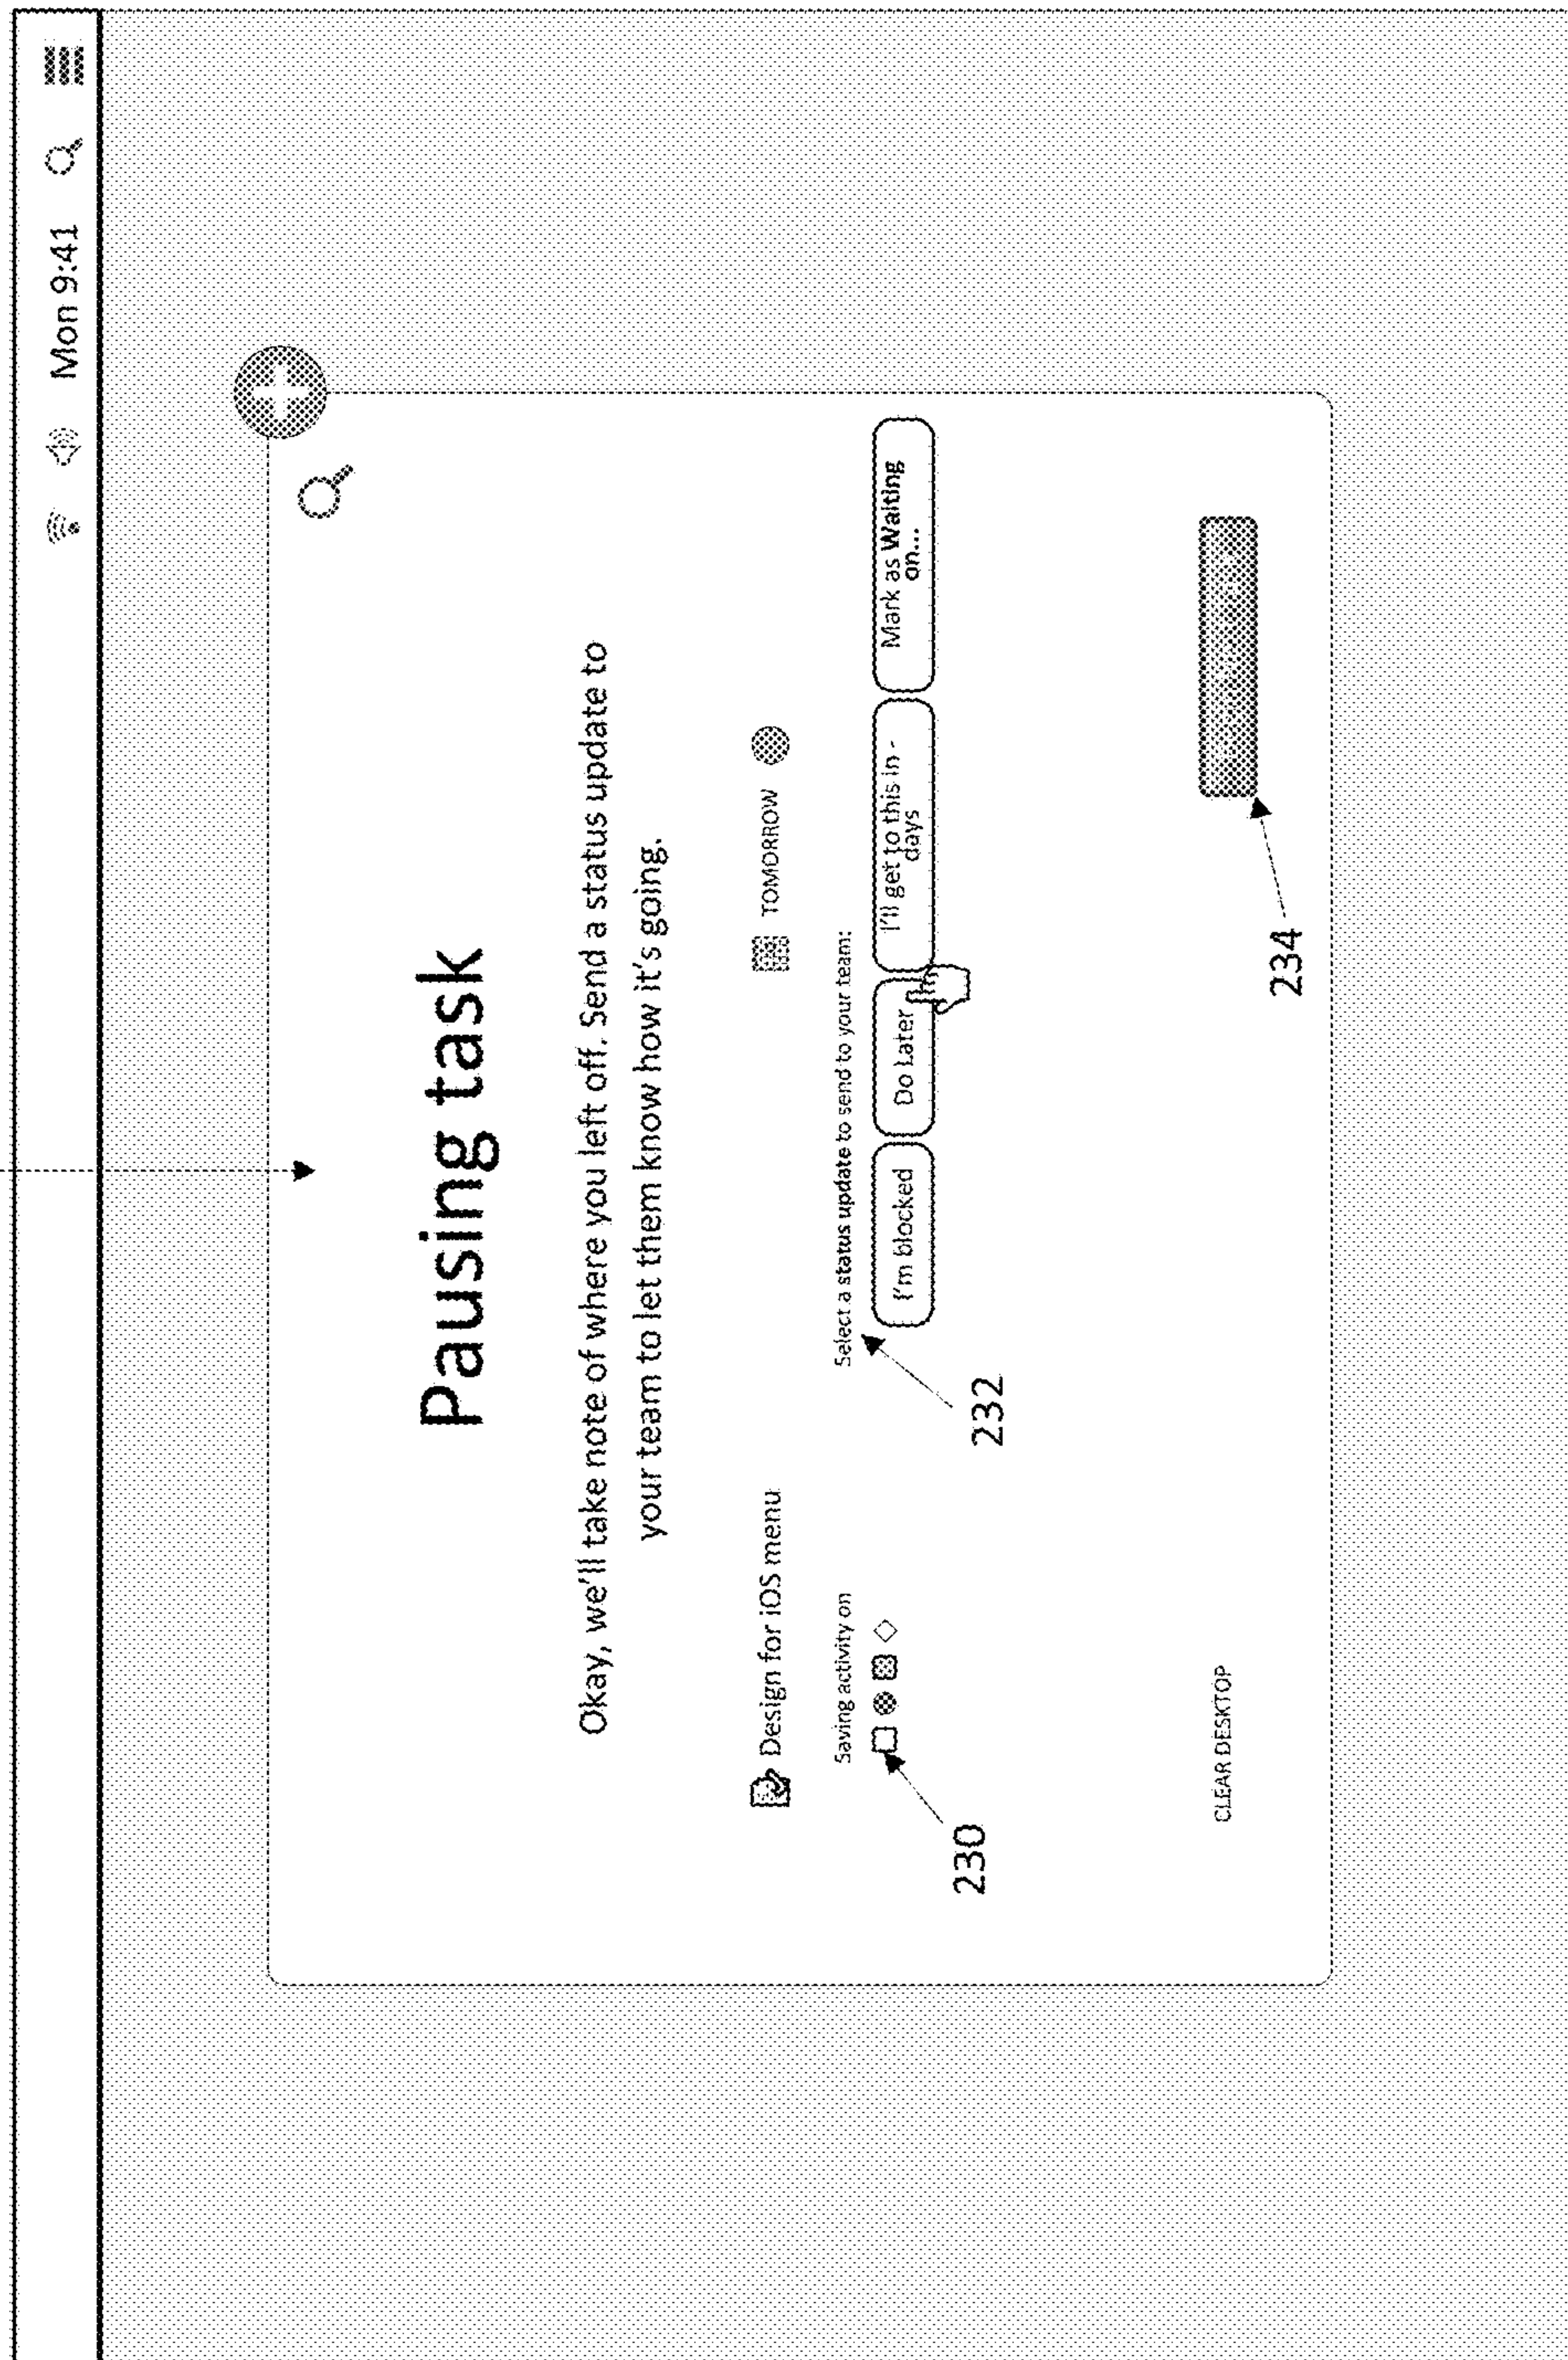 Mon 9:41
Pausing task
Okay, we'll take note of where you left off. Send a status update to
your team to let them know how it's going.
Design for iOS menu
TOMORROW
Saving activity on
Select a status update to send to your team:
I'm blocked
Do Later
I'll get to this in -
days
Mark as Waiting
on...
230
232
CLEAR DESKTOP
234